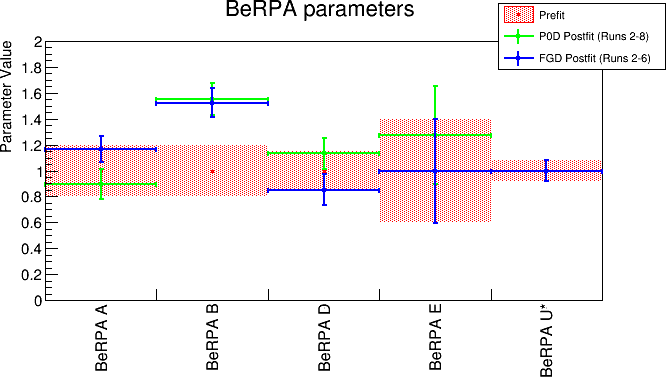 BeRPA parameters
Prefit
P0D Postfit (Runs 2-8)
FGD Postfit (Runs 2-6)
Parameter Value
2
1.8
1.6
1.4
1.2
1
0.8
0.6
0.4
0.2
0
BeRPA A
BeRPA B
BeRPA D
BeRPA E
BeRPA U*